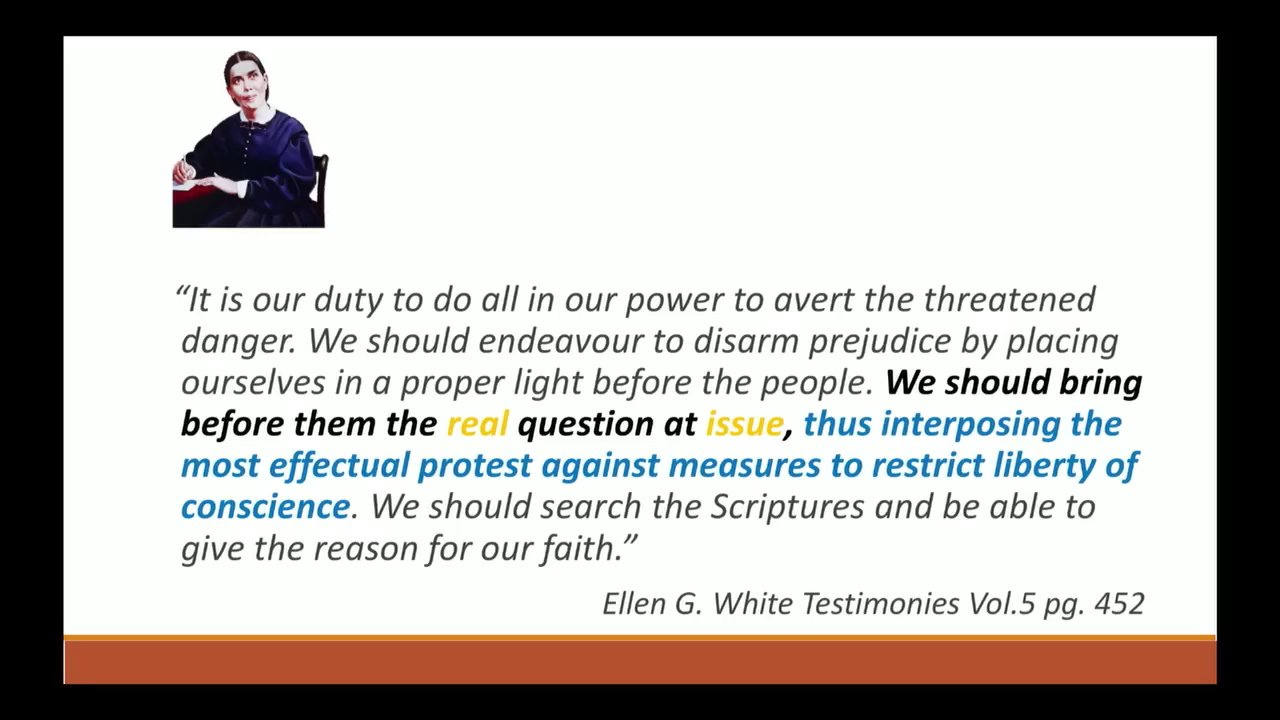 “It is our duty to do all in our power to avert the threatened
danger. We should endeavour to disarm prejudice by placing
ourselves in a proper light before the people. We should bring
before them the real question at issue, thus interposing the
most effectual protest against measures to restrict liberty of
conscience. We should search the Scriptures and be able to
give the reason for our faith.”
Ellen G. White Testimonies Vol.5 pg. 452